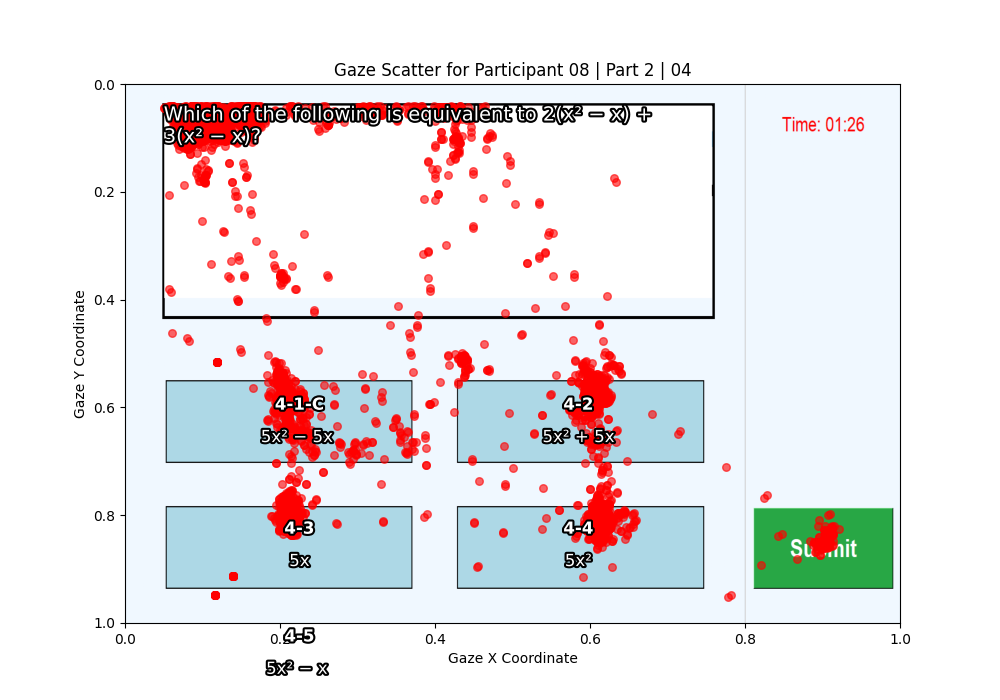 Gaze Scatter for Participant 08 | Part 2 | 04
0.0
Which of the following is equivalent to 2(x² − x) +
3(x² − x)?
Time: 01:26
0.2
0.4
Gaze Y Coordinate
4-1-C
5x² − 5x
4-2
5x² + 5x
0.6
4-3
5x
4-4
5x²
0.8
Submit
1.0
0.0
0.2
0.4
0.6
0.8
1.0
4-5
5x² − x
Gaze X Coordinate